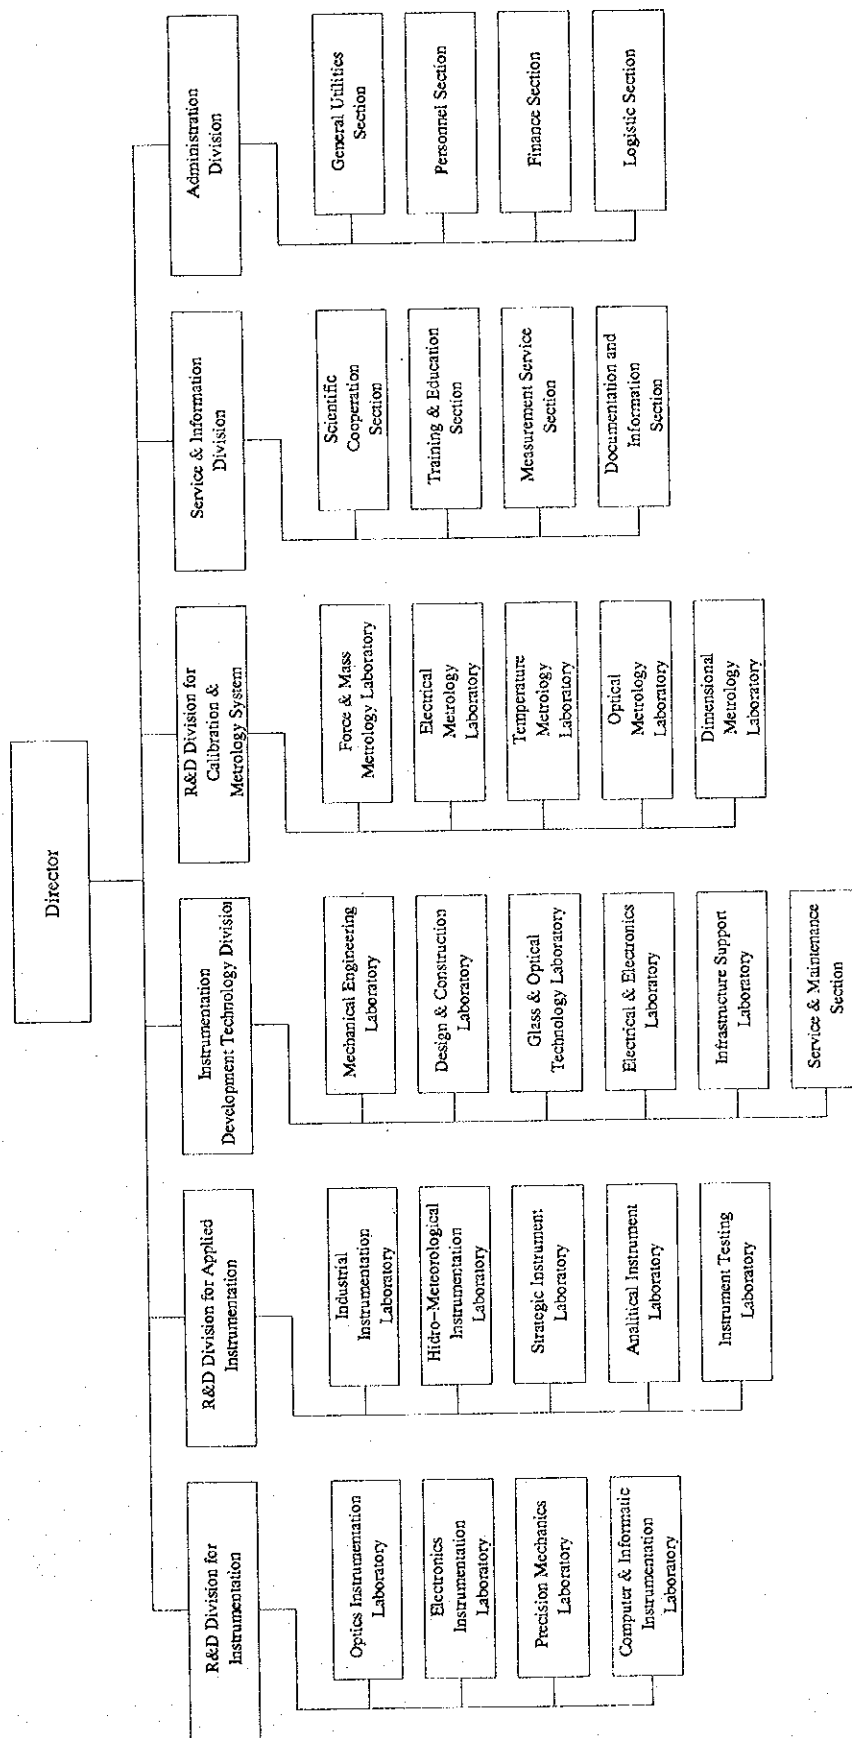 Director
R&D Division for
Instrumentation
Optics Instrumentation
Laboratory
Electronics
Instrumentation
Laboratory
Precision Mechanics
Laboratory
Computer & Informatic
Instrumentation
Laboratory
R&D Division for Applied
Instrumentation
Industrial
Instrumentation
Laboratory
Hidro-Meteorological
Instrumentation
Laboratory
Strategic Instrument
Laboratory
Analitical Instrument
Laboratory
Instrument Testing
Laboratory
Instrumentation
Development Technology Division
Mechanical Engineering
Laboratory
Design & Construction
Laboratory
Glass & Optical
Technology Laboratory
Electrical & Electronics
Laboratory
Infrastructure Support
Laboratory
Service & Maintenance
Section
R&D Division for
Calibration &
Metrology System
Force & Mass
Metrology Laboratory
Electrical
Metrology
Laboratory
Temperature
Metrology
Laboratory
Optical
Metrology
Laboratory
Dimensional
Metrology
Laboratory
Service & Information
Division
Scientific
Cooperation
Section
Training & Education
Section
Measurement Service
Section
Documentation and
Information
Section
Administration
Division
General Utilities
Section
Personnel Section
Finance Section
Logistic Section